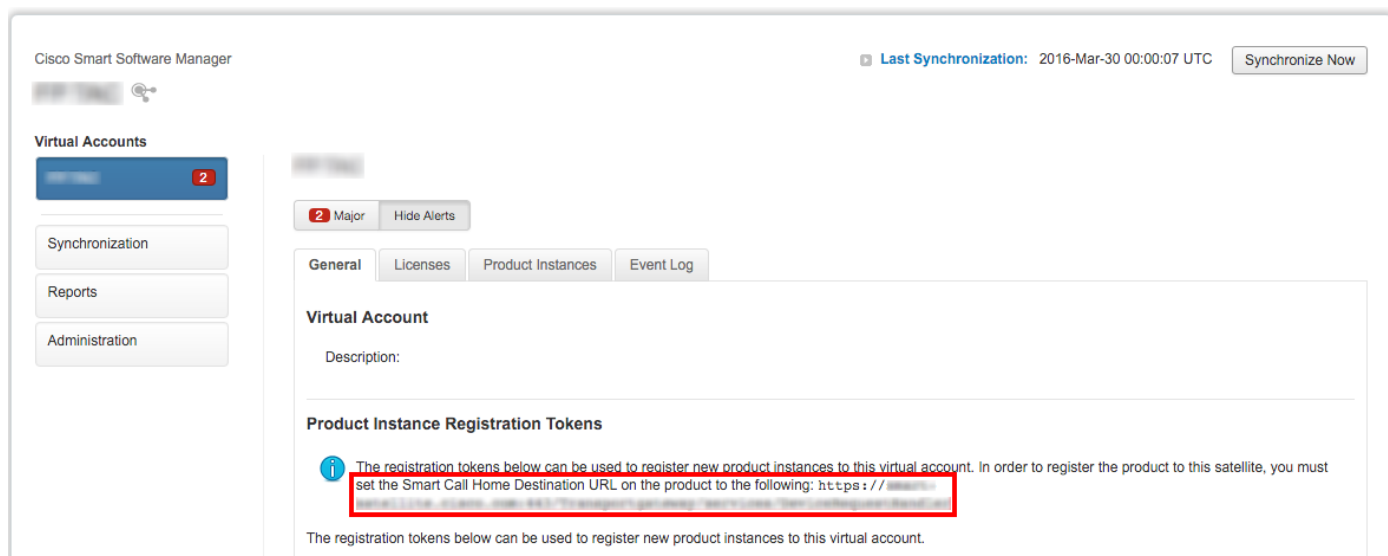 Cisco Smart Software Manager
Last Synchronization: 2016-Mar-30 00:00:07 UTC
Synchronize Now
Virtual Accounts
2
Synchronization
Reports
Administration
2 Major
Hide Alerts
General
Licenses
Product Instances
Event Log
Virtual Account
Description:
Product Instance Registration Tokens
The registration tokens below can be used to register new product instances to this virtual account. In order to register the product to this satellite, you must
set the Smart Call Home Destination URL on the product to the following: https://
The registration tokens below can be used to register new product instances to this virtual account.